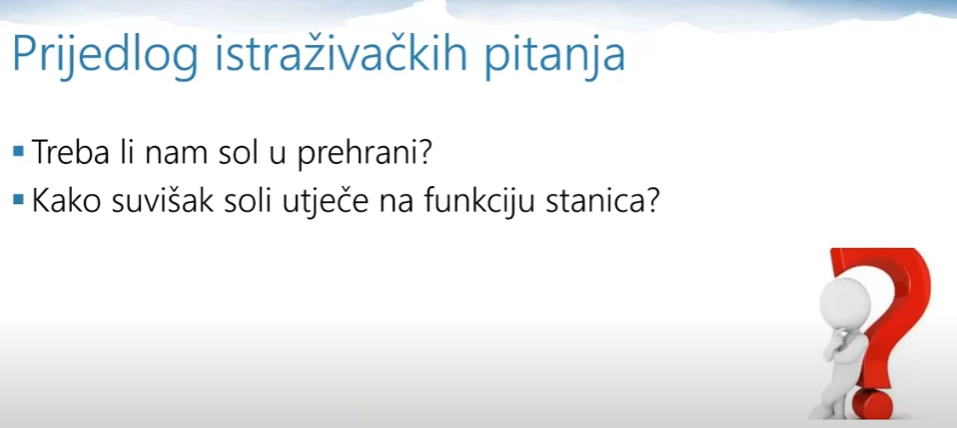 Prijedlog istraživačkih pitanja
Treba li nam sol u prehrani?
Kako suvišak soli utječe na funkciju stanica?